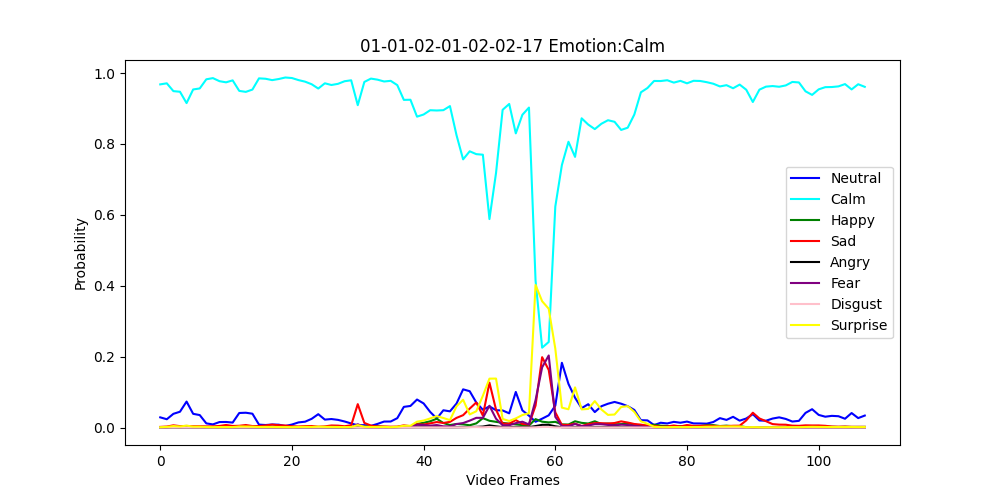 01-01-02-01-02-02-17 Emotion:Calm
1.0
0.8
0.6
0.4
0.2
0.0
Probability
0 20 40 60 80 100
Video Frames
Neutral
Calm
Happy
Sad
Angry
Fear
Disgust
Surprise